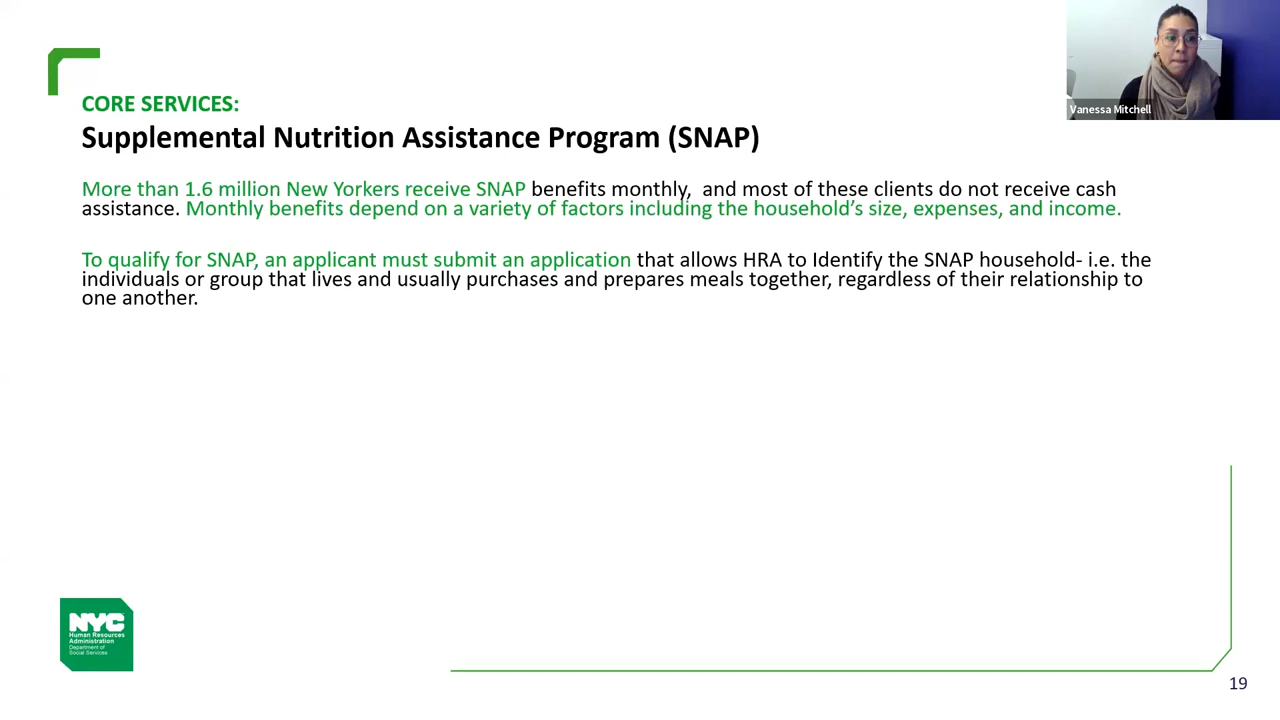 Vanessa Mitchell
CORE SERVICES:
Supplemental Nutrition Assistance Program (SNAP)
More than 1.6 million New Yorkers receive SNAP benefits monthly,  and most of these clients do not receive cash
assistance. Monthly benefits depend on a variety of factors including the household’s size, expenses, and income.
To qualify for SNAP, an applicant must submit an application that allows HRA to Identify the SNAP household- i.e. the
individuals or group that lives and usually purchases and prepares meals together, regardless of their relationship to
one another.
NYC
Human Resources
Administration
Department of
Social Services
19